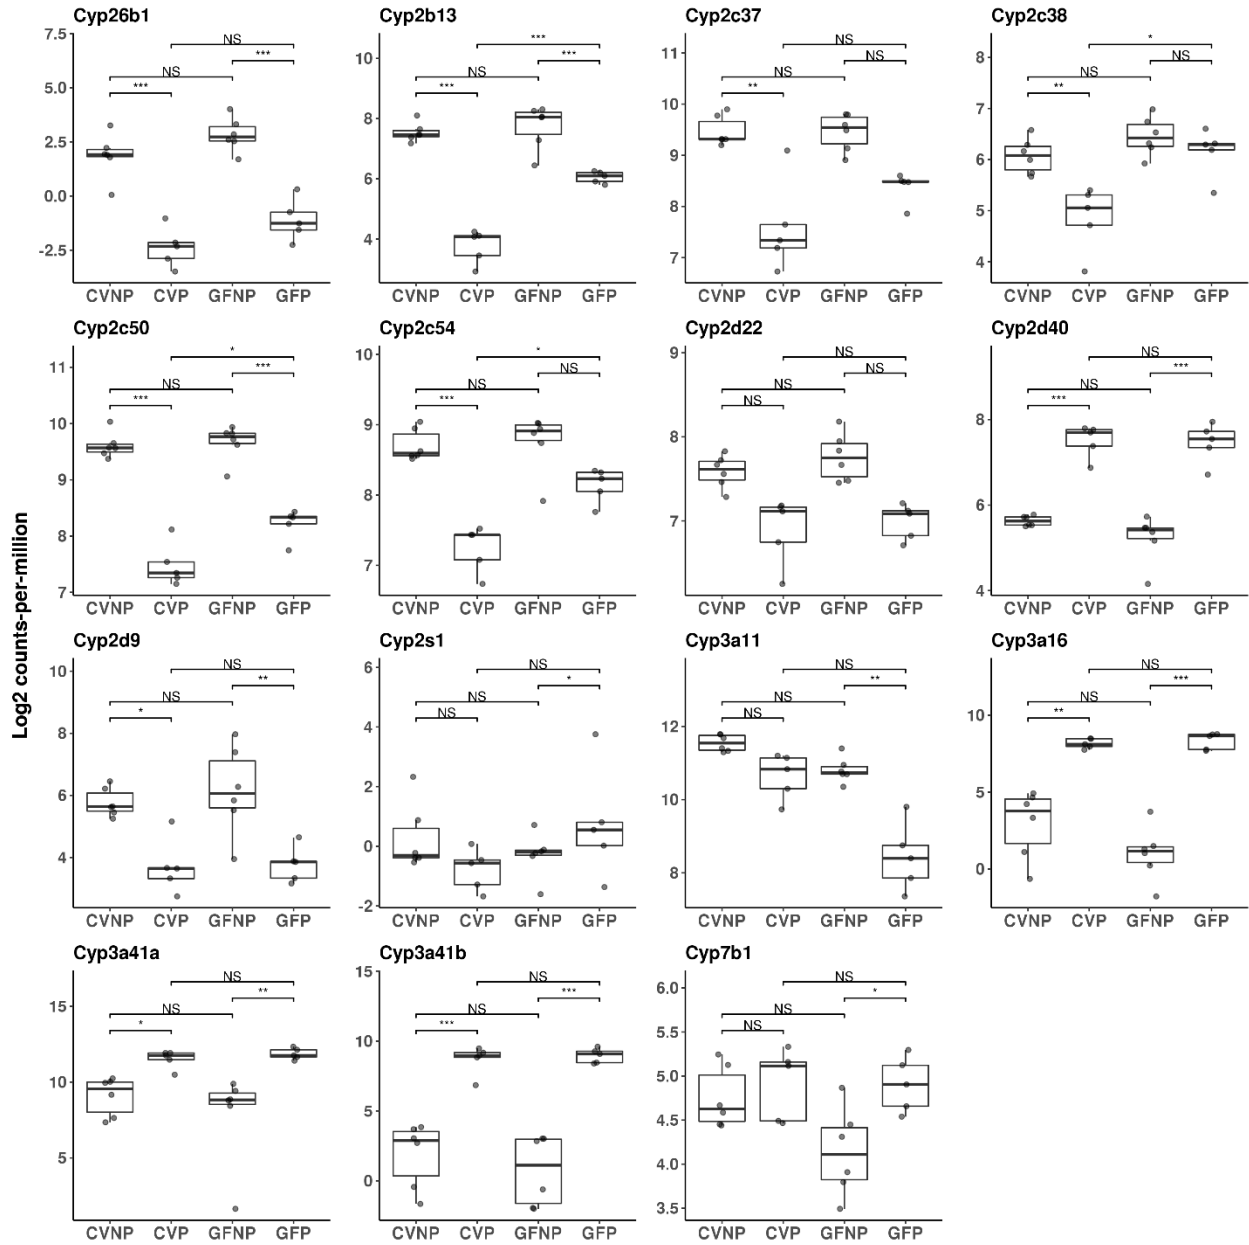 Log2 counts-per-million
Cyp26b1
7.5
5.0
2.5
0.0
-2.5
NS
***
NS
***
CVNP CVP GFNP GFP
Cyp2b13
10
8
6
4
***
***
NS
***
CVNP CVP GFNP GFP
Cyp2c37
11
10
9
8
7
NS
NS
NS
**
CVNP CVP GFNP GFP
Cyp2c38
8
7
6
5
4
*
NS
NS
**
CVNP CVP GFNP GFP
Cyp2c50
11
10
9
8
7
*
***
NS
***
CVNP CVP GFNP GFP
Cyp2c54
10
9
8
7
*
NS
NS
***
CVNP CVP GFNP GFP
Cyp2d22
9
8
7
NS
NS
NS
NS
CVNP CVP GFNP GFP
Cyp2d40
8
6
4
NS
***
NS
***
CVNP CVP GFNP GFP
Cyp2d9
10
8
6
4
NS
**
NS
*
CVNP CVP GFNP GFP
Cyp2s1
6
4
2
0
-2
NS
*
NS
NS
CVNP CVP GFNP GFP
Cyp3a11
12
10
8
NS
**
NS
NS
CVNP CVP GFNP GFP
Cyp3a16
10
5
0
NS
***
NS
**
CVNP CVP GFNP GFP
Cyp3a41a
15
10
5
NS
**
NS
*
CVNP CVP GFNP GFP
Cyp3a41b
15
10
5
0
NS
***
NS
***
CVNP CVP GFNP GFP
Cyp7b1
6.0
5.5
5.0
4.5
4.0
3.5
NS
*
NS
NS
CVNP CVP GFNP GFP